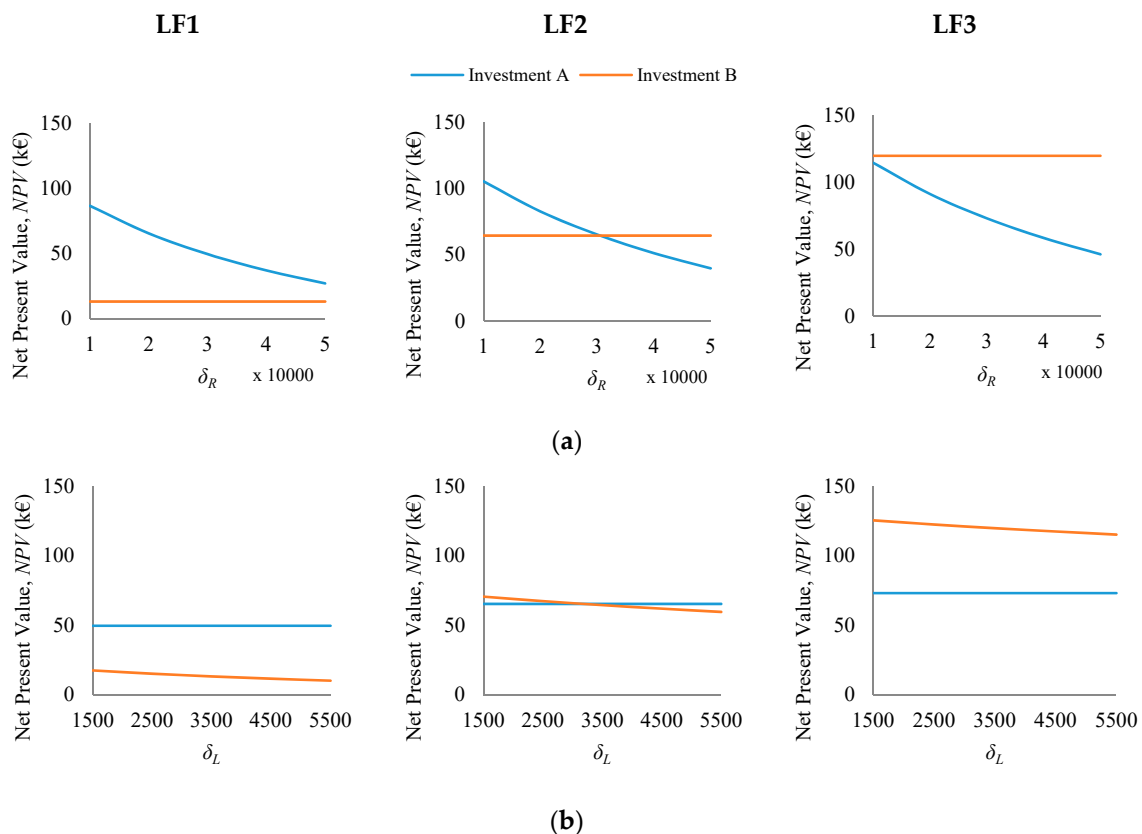 LF1 LF2 LF3
Investment A Investment B
Net Present Value, NPV (k€)
150
100
50
0
1 2 3 4 5
δR x 10000
Net Present Value, NPV (k€)
150
100
50
0
1 2 3 4 5
δR x 10000
Net Present Value, NPV (k€)
150
100
50
0
1 2 3 4 5
δR x 10000
(a)
Net Present Value, NPV (k€)
150
100
50
0
1500 2500 3500 4500 5500
δL
Net Present Value, NPV (k€)
150
100
50
0
1500 2500 3500 4500 5500
δL
Net Present Value, NPV (k€)
150
100
50
0
1500 2500 3500 4500 5500
δL
(b)